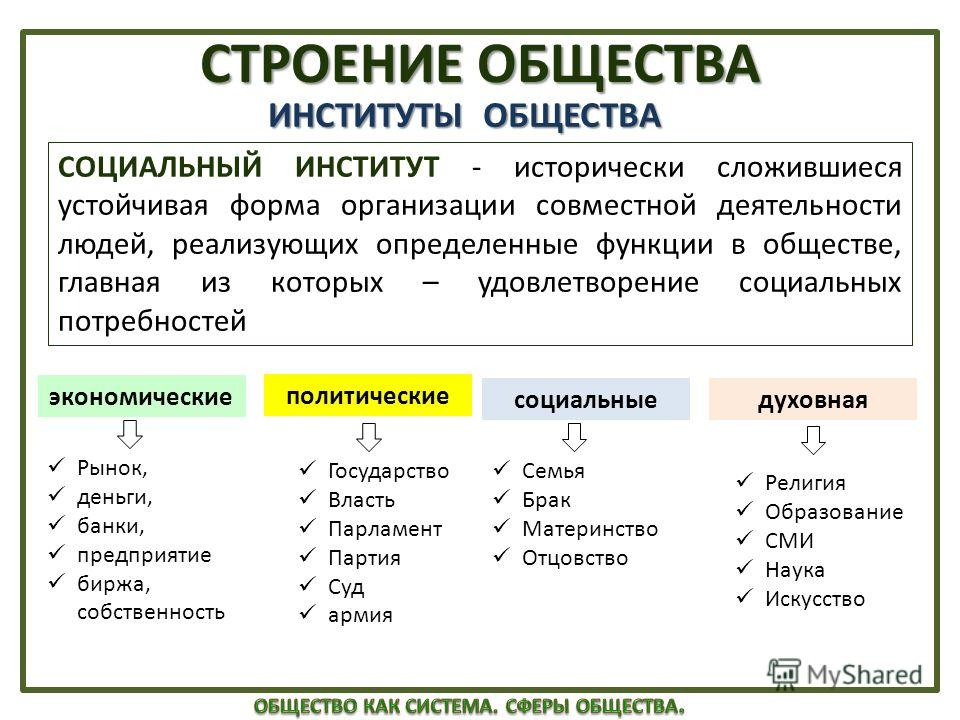 СТРОЕНИЕ ОБЩЕСТВА
ИНСТИТУТЫ ОБЩЕСТВА
СОЦИАЛЬНЫЙ ИНСТИТУТ - исторически сложившиеся
устойчивая форма организации совместной деятельности
людей, реализующих определенные функции в обществе,
главная из которых – удовлетворение социальных
потребностей
экономические
Рынок,
деньги,
банки,
предприятие
биржа,
собственность
политические
Государство
Власть
Парламент
Партия
Суд
армия
социальные
Семья
Брак
Материнство
Отцовство
духовная
Религия
Образование
СМИ
Наука
Искусство
MyShared
ОБЩЕСТВО КАК СИСТЕМА. СФЕРЫ ОБЩЕСТВА.